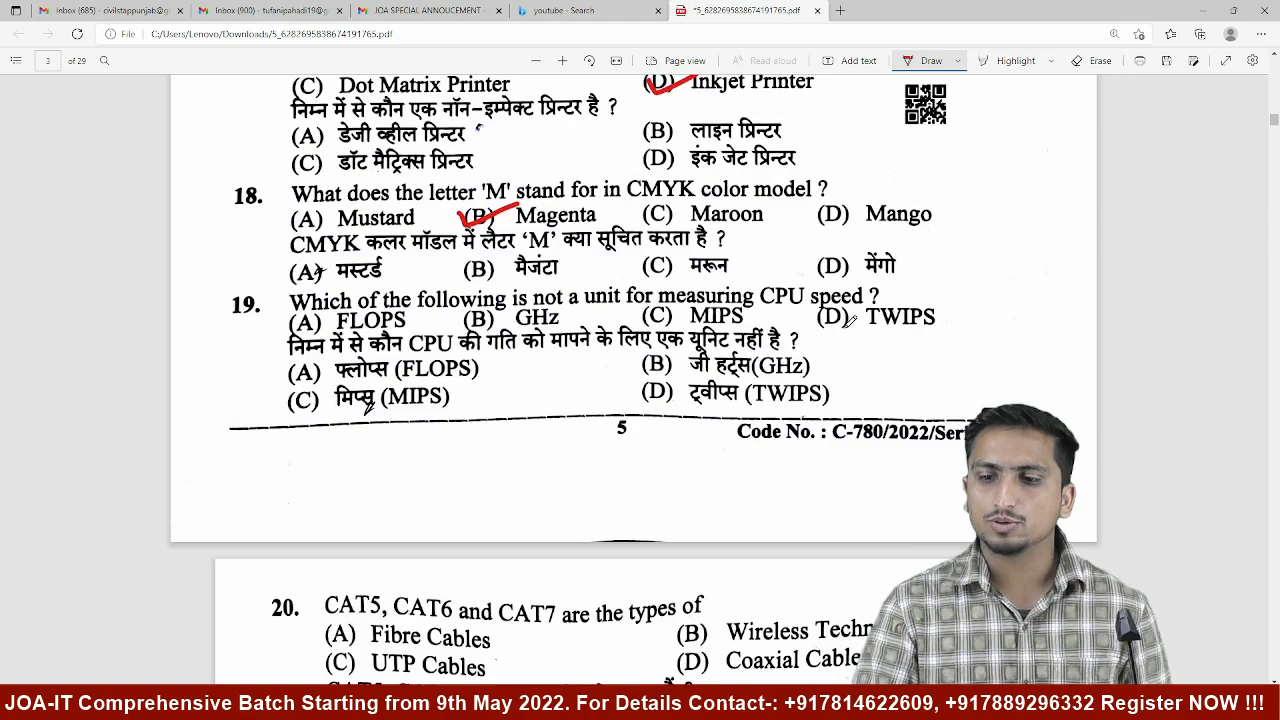 Inbox (685) - civilstappunjab@g
Inbox (900) - tufanipahadi19@g
JOA SPECIAL ANNOUCEMENT -
youtube - Search
*5_6282695838674191765.pdf
File C:/Users/Lenovo/Downloads/5_6282695838674191765.pdf
3 of 29 Page view Read aloud Add text Draw Highlight Erase
(C) Dot Matrix Printer (D) Inkjet Printer
निम्न में से कौन एक नॉन-इम्पेक्ट प्रिन्टर है ?
(A) डेजी व्हील प्रिन्टर (B) लाइन प्रिन्टर
(C) डॉट मैट्रिक्स प्रिन्टर (D) इंक जेट प्रिन्टर
18. What does the letter 'M' stand for in CMYK color model ?
(A) Mustard (B) Magenta (C) Maroon (D) Mango
CMYK कलर मॉडल में लैटर ‘M’ क्या सूचित करता है ?
(A) मस्टर्ड (B) मैजंटा (C) मरून (D) मेंगो
19. Which of the following is not a unit for measuring CPU speed ?
(A) FLOPS (B) GHz (C) MIPS (D) TWIPS
निम्न में से कौन CPU की गति को मापने के लिए एक यूनिट नहीं है ?
(A) फ्लोप्स (FLOPS) (B) जी हर्ट्स(GHz)
(C) मिप्स (MIPS) (D) ट्वीप्स (TWIPS)
5 Code No. : C-780/2022/Seri
20. CAT5, CAT6 and CAT7 are the types of
(A) Fibre Cables (B) Wireless Techn
(C) UTP Cables (D) Coaxial Cable
JOA-IT Comprehensive Batch Starting from 9th May 2022. For Details Contact-: +917814622609, +917889296332 Register NOW !!!